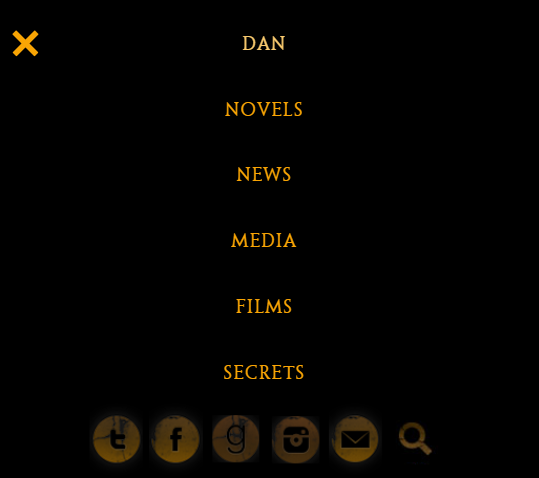 DAN
NOVELS
NEWS
MEDIA
FILMS
SECRETS
t f g